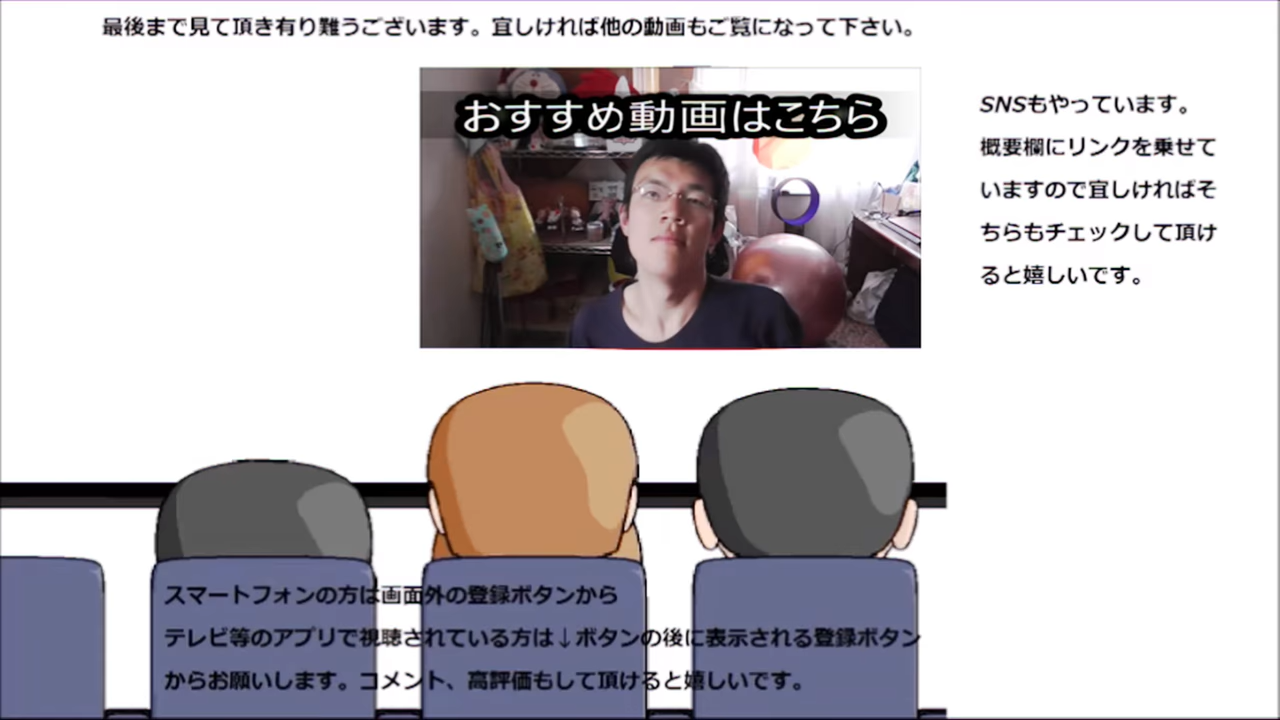 最後まで見て頂き有り難うございます。宜しければ他の動画もご覧になって下さい。
おすすめ動画はこちら
SNSもやっています。
概要欄にリンクを乗せて
いますので宜しければそ
ちらもチェックして頂け
ると嬉しいです。
スマートフォンの方は画面外の登録ボタンから
テレビ等のアプリで視聴されている方は↓ボタンの後に表示される登録ボタン
からお願いします。コメント、高評価もして頂けると嬉しいです。